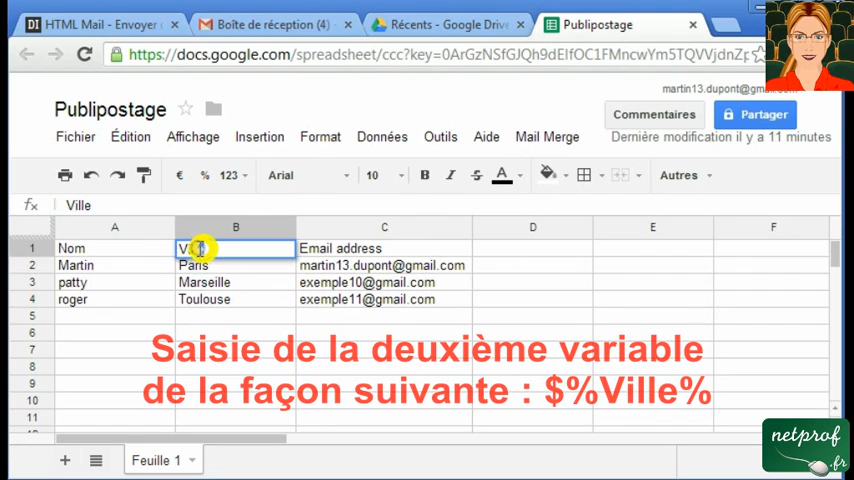 HTML Mail - Envoyer
Boîte de réception (4)
Récents - Google Drive
Publipostage
https://docs.google.com/spreadsheet/ccc?key=0ArGzNSfGJQh9dElfOC1FMncwYm5TQVVjdnZp
martin13.dupont@gmail.com
Publipostage
Commentaires
Partager
Fichier Édition Affichage Insertion Format Données Outils Aide Mail Merge
Dernière modification il y a 11 minutes
€ % 123 Arial 10 B I S A Autres
fx Ville
A B C D E F
1 Nom Email address
2 Martin Paris martin13.dupont@gmail.com
3 patty Marseille exemple10@gmail.com
4 roger Toulouse exemple11@gmail.com
5
6
7
8
9
10
11
Saisie de la deuxième variable
de la façon suivante : $%Ville%
Feuille 1
netprof
.fr